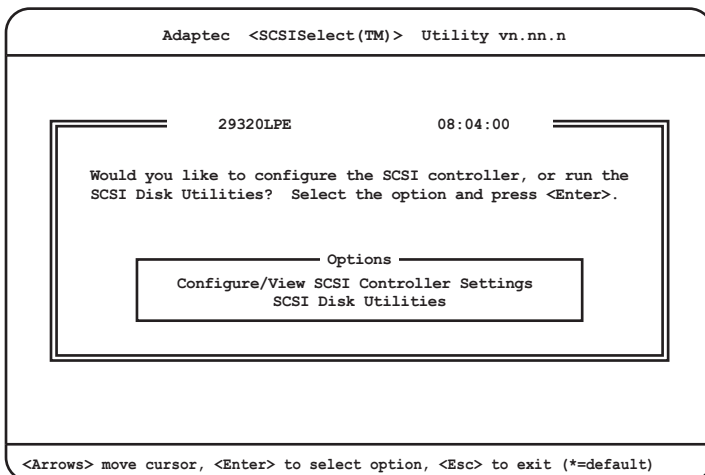 Adaptec <SCSISelect(TM)> Utility vn.nn.n
29320LPE 08:04:00
Would you like to configure the SCSI controller, or run the
SCSI Disk Utilities? Select the option and press <Enter>.
Options
Configure/View SCSI Controller Settings
SCSI Disk Utilities
<Arrows> move cursor, <Enter> to select option, <Esc> to exit (*=default)